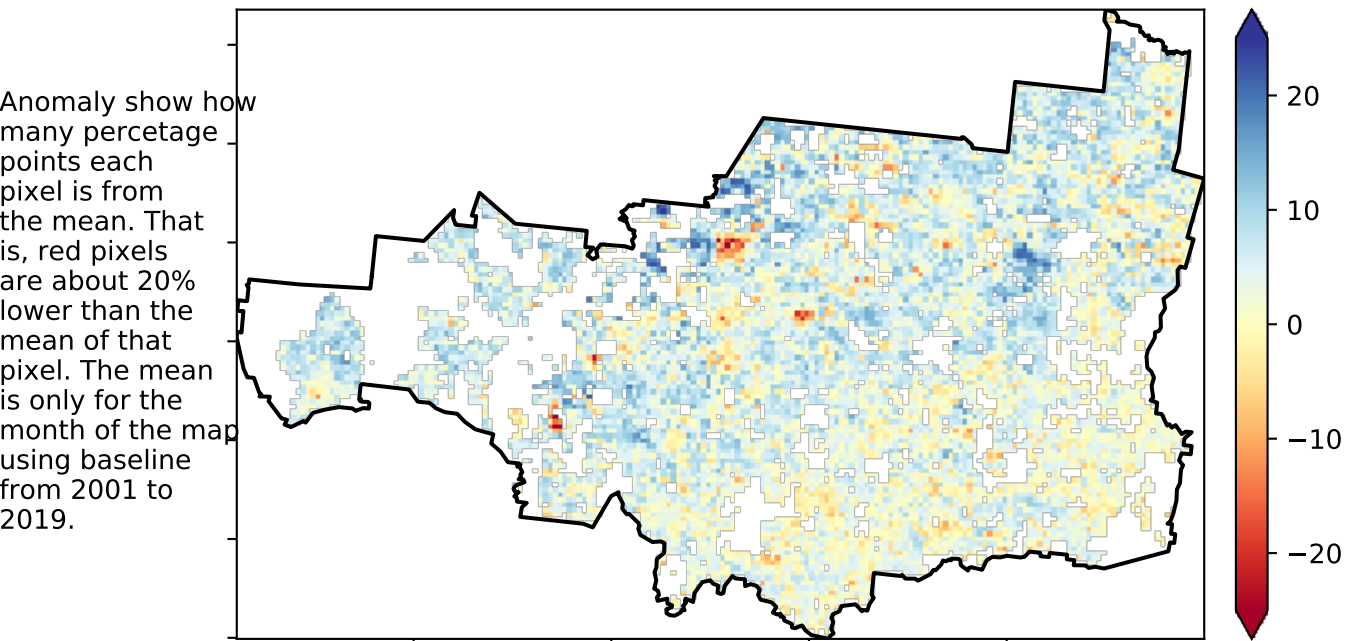 Anomaly show how
many percetage
points each
pixel is from
the mean. That
is, red pixels
are about 20%
lower than the
mean of that
pixel. The mean
is only for the
month of the map
using baseline
from 2001 to
2019.
20
10
0
−10
−20